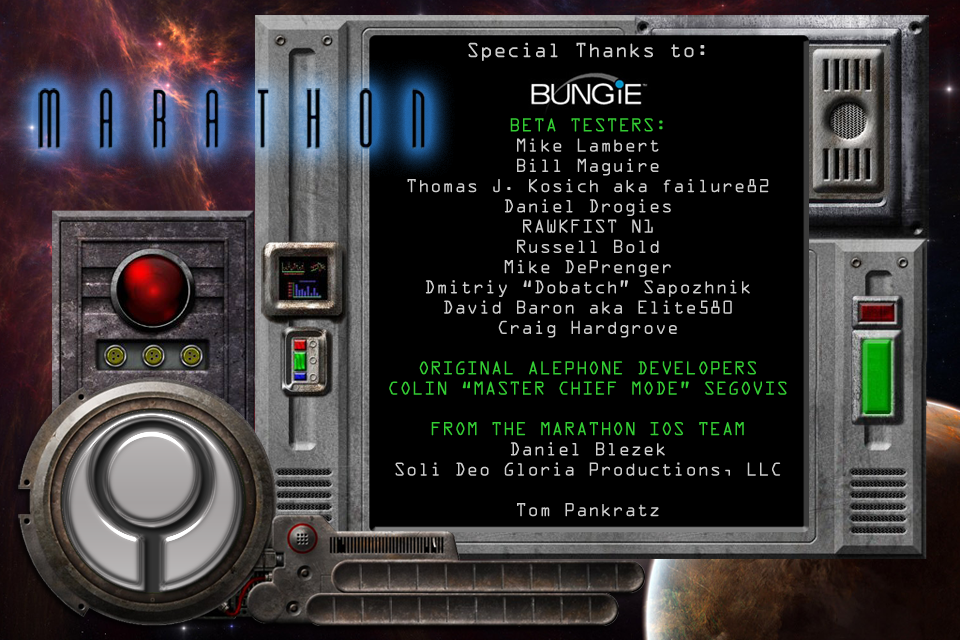 MARATHON
Special Thanks to:
BUNGiE™
BETA TESTERS:
Mike Lambert
Bill Maguire
Thomas J. Kosich aka failure82
Daniel Drogies
RAWKFIST N1
Russell Bold
Mike DePrenger
Dmitriy “Dobatch” Sapozhnik
David Baron aka Elite580
Craig Hardgrove
ORIGINAL ALEPHONE DEVELOPERS
COLIN “MASTER CHIEF MODE” SEGOVIS
FROM THE MARATHON IOS TEAM
Daniel Blezek
Soli Deo Gloria Productions, LLC
Tom Pankratz